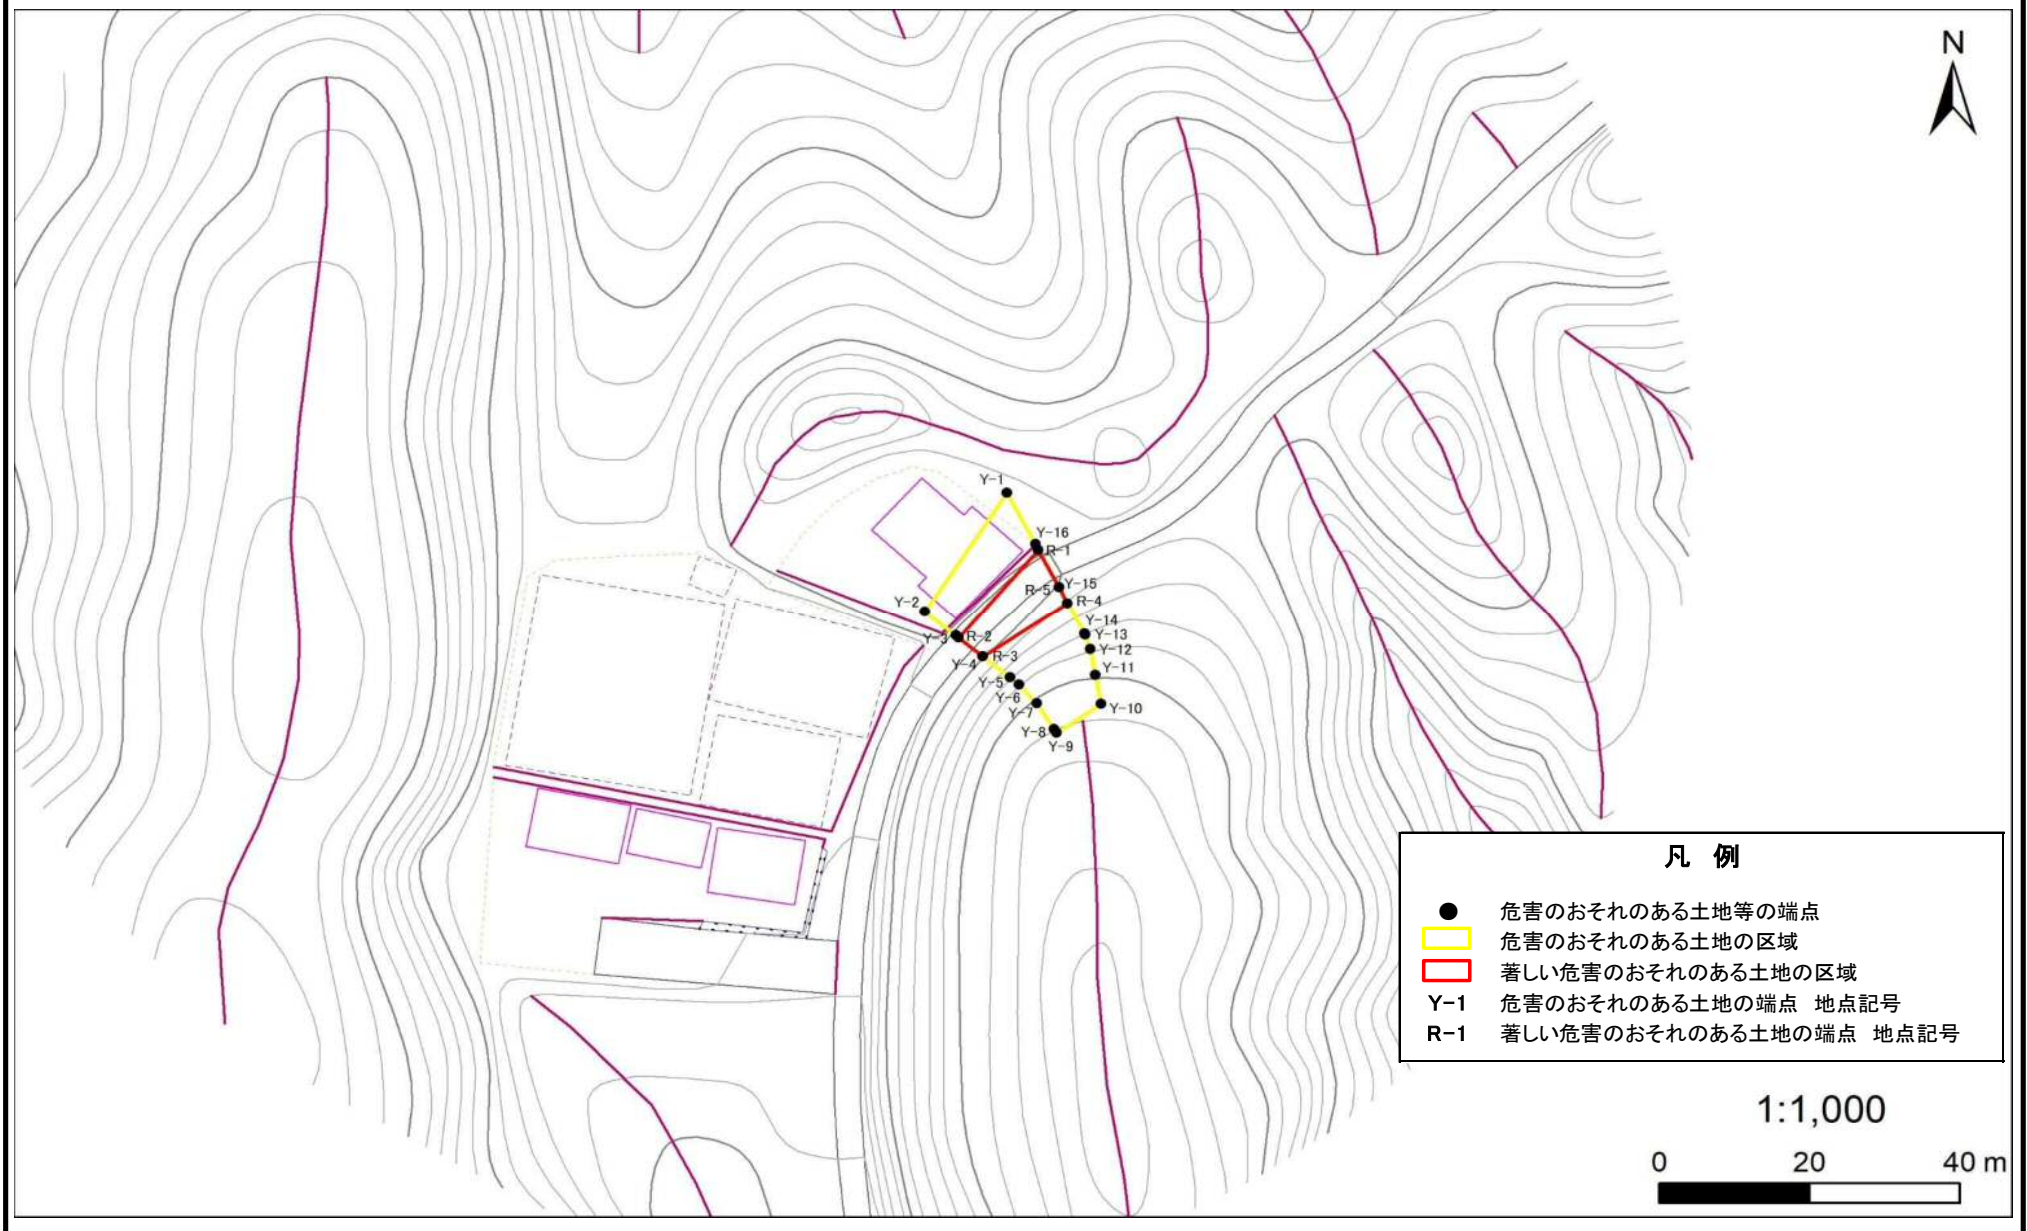 N
Y-1
Y-16
R-1
Y-15
R-5
R-4
Y-2
Y-14
Y-3
R-2
Y-13
Y-12
Y-4
R-3
Y-11
Y-5
Y-6
Y-10
Y-7
Y-8
Y-9
凡 例
危害のおそれのある土地等の端点
危害のおそれのある土地の区域
著しい危害のおそれのある土地の区域
Y-1 危害のおそれのある土地の端点 地点記号
R-1 著しい危害のおそれのある土地の端点 地点記号
1:1,000
0 20 40 m